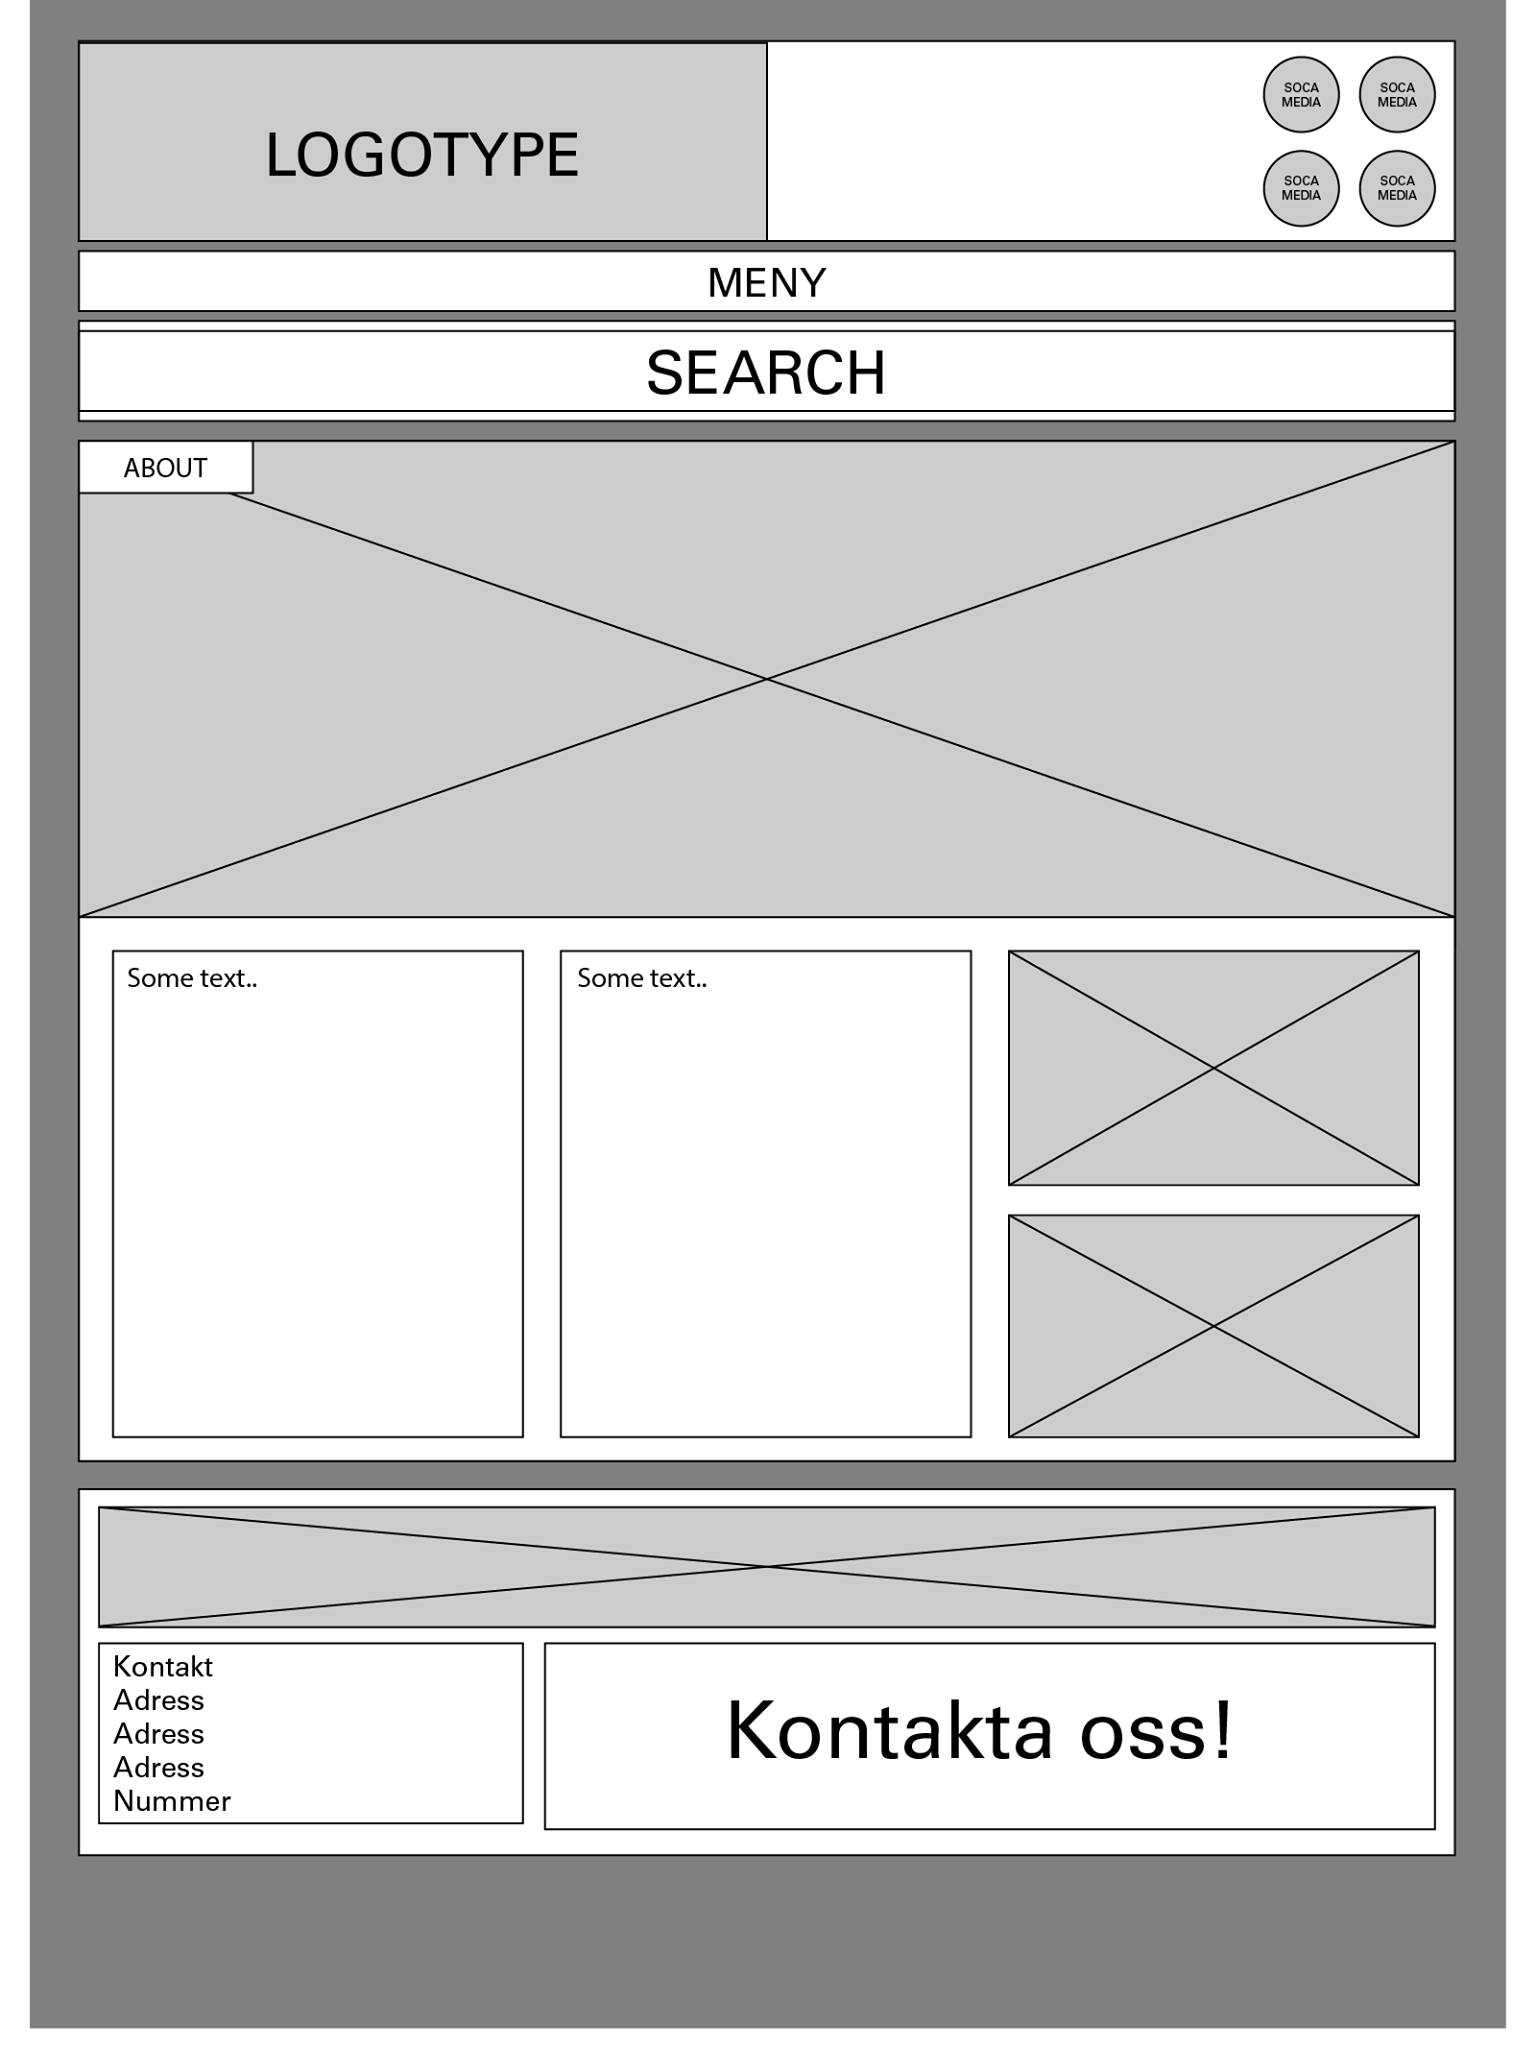 LOGOTYPE
SOCA
MEDIA
SOCA
MEDIA
SOCA
MEDIA
SOCA
MEDIA
MENY
SEARCH
ABOUT
Some text..
Some text..
Kontakt
Adress
Adress
Adress
Nummer
Kontakta oss!